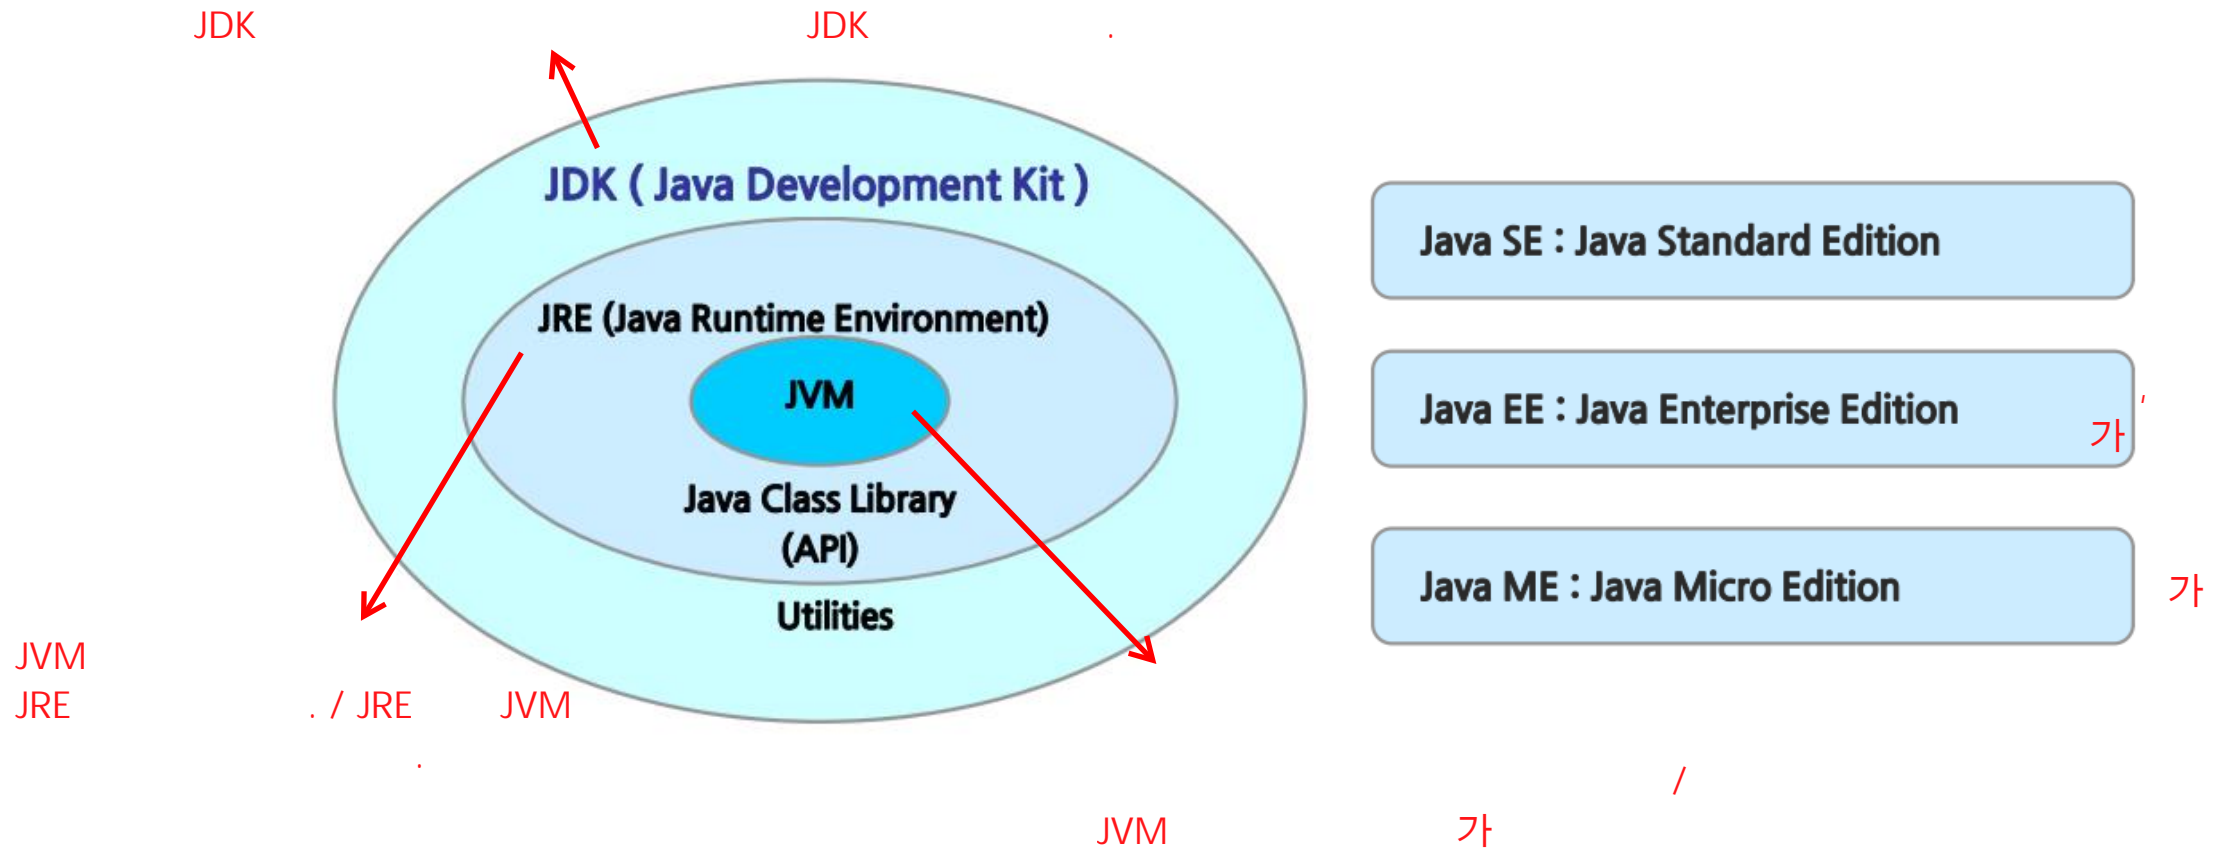 JDK JDK .
JDK ( Java Development Kit )
JRE (Java Runtime Environment)
JVM
Java Class Library
(API)
Utilities
Java SE : Java Standard Edition
Java EE : Java Enterprise Edition
,
가
Java ME : Java Micro Edition
가
JVM
JRE . / JRE JVM
.
/
JVM 가